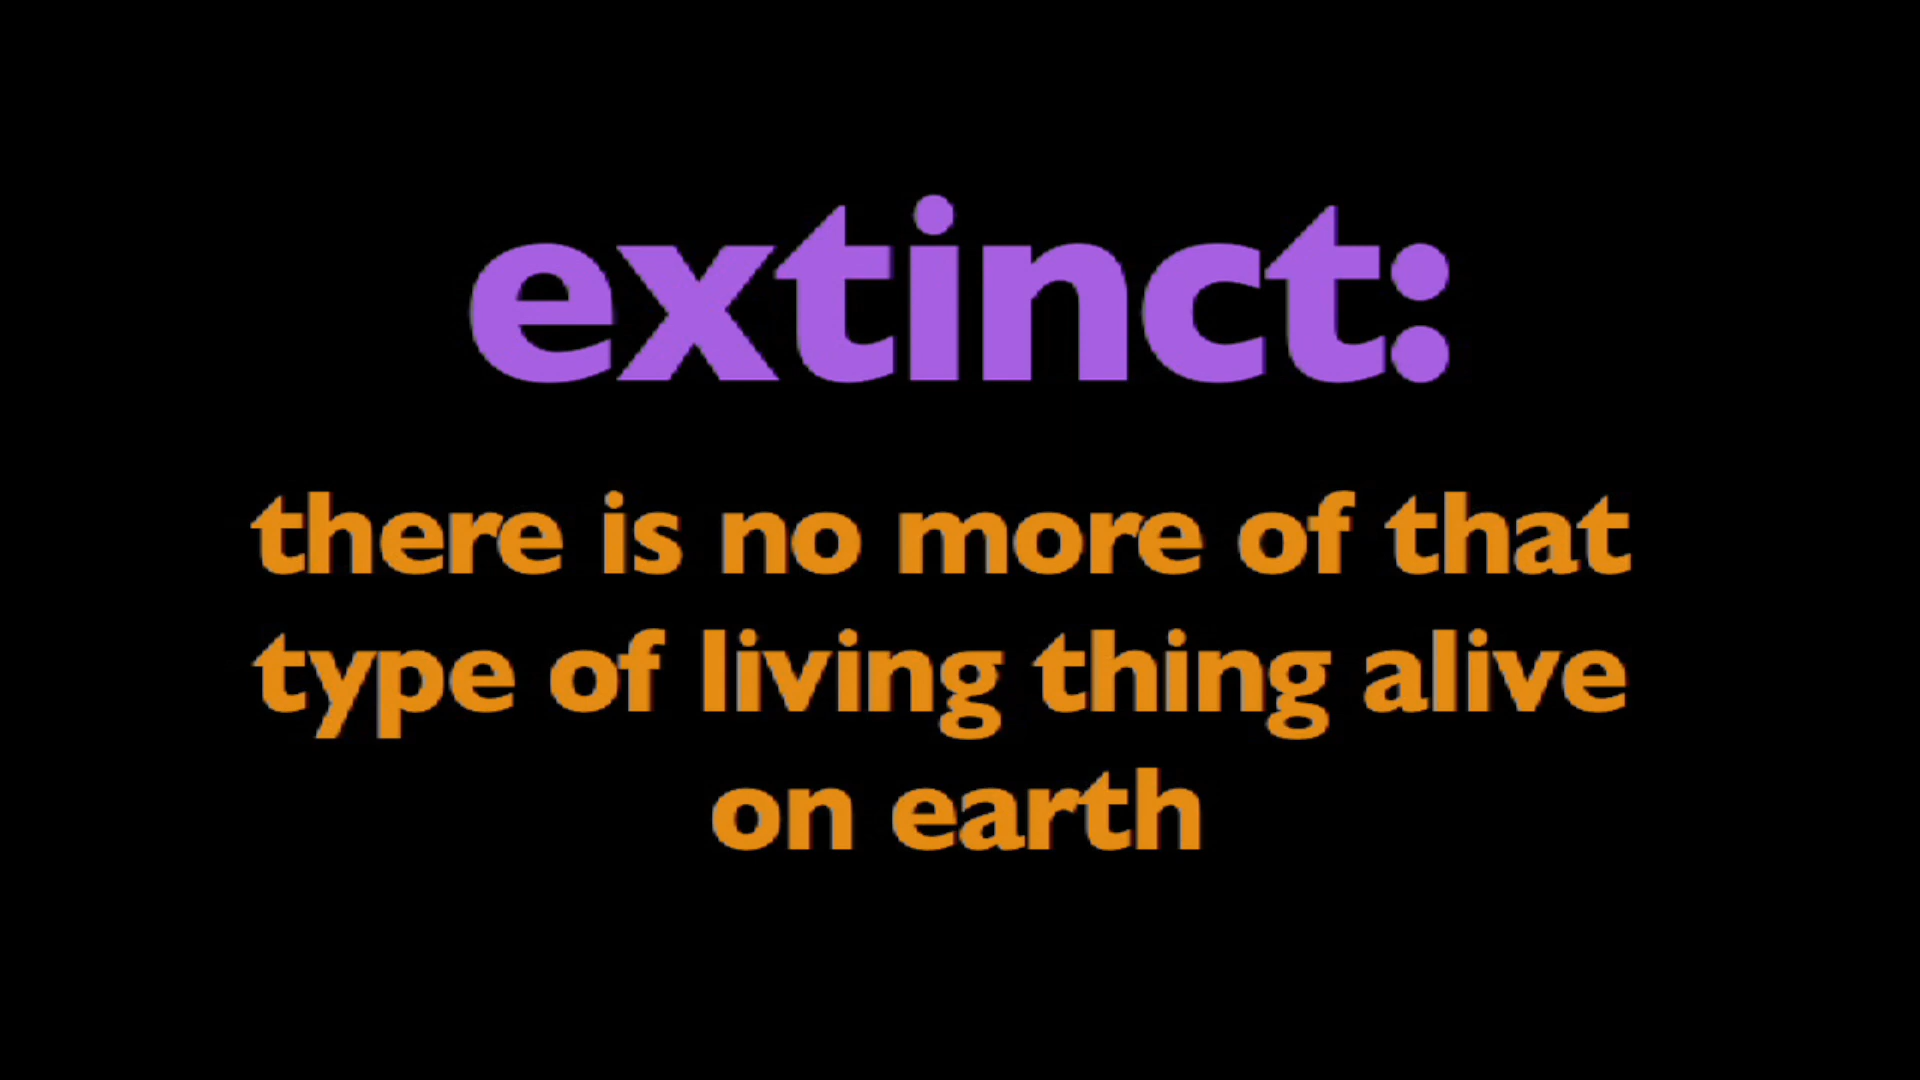 extinct:
there is no more of that
type of living thing alive
on earth